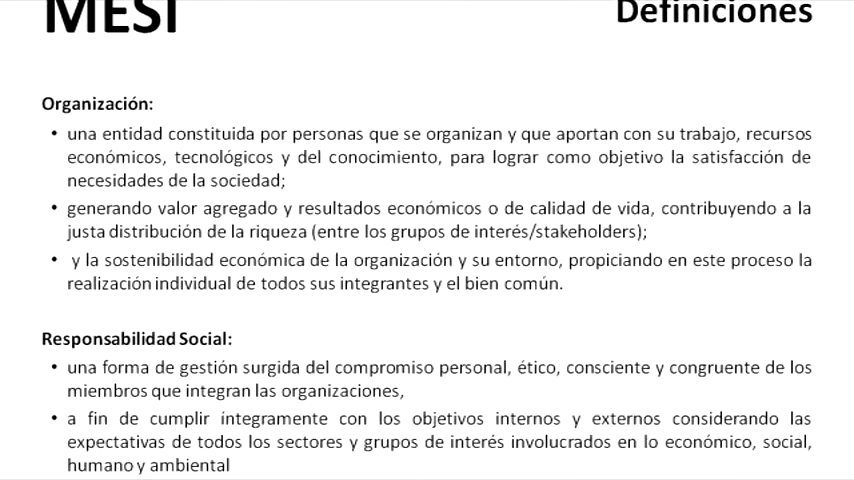 MESI
Definiciones
Organización:
• una entidad constituida por personas que se organizan y que aportan con su trabajo, recursos
económicos, tecnológicos y del conocimiento, para lograr como objetivo la satisfacción de
necesidades de la sociedad;
• generando valor agregado y resultados económicos o de calidad de vida, contribuyendo a la
justa distribución de la riqueza (entre los grupos de interés/stakeholders);
• y la sostenibilidad económica de la organización y su entorno, propiciando en este proceso la
realización individual de todos sus integrantes y el bien común.
Responsabilidad Social:
• una forma de gestión surgida del compromiso personal, ético, consciente y congruente de los
miembros que integran las organizaciones,
• a fin de cumplir íntegramente con los objetivos internos y externos considerando las
expectativas de todos los sectores y grupos de interés involucrados en lo económico, social,
humano y ambiental